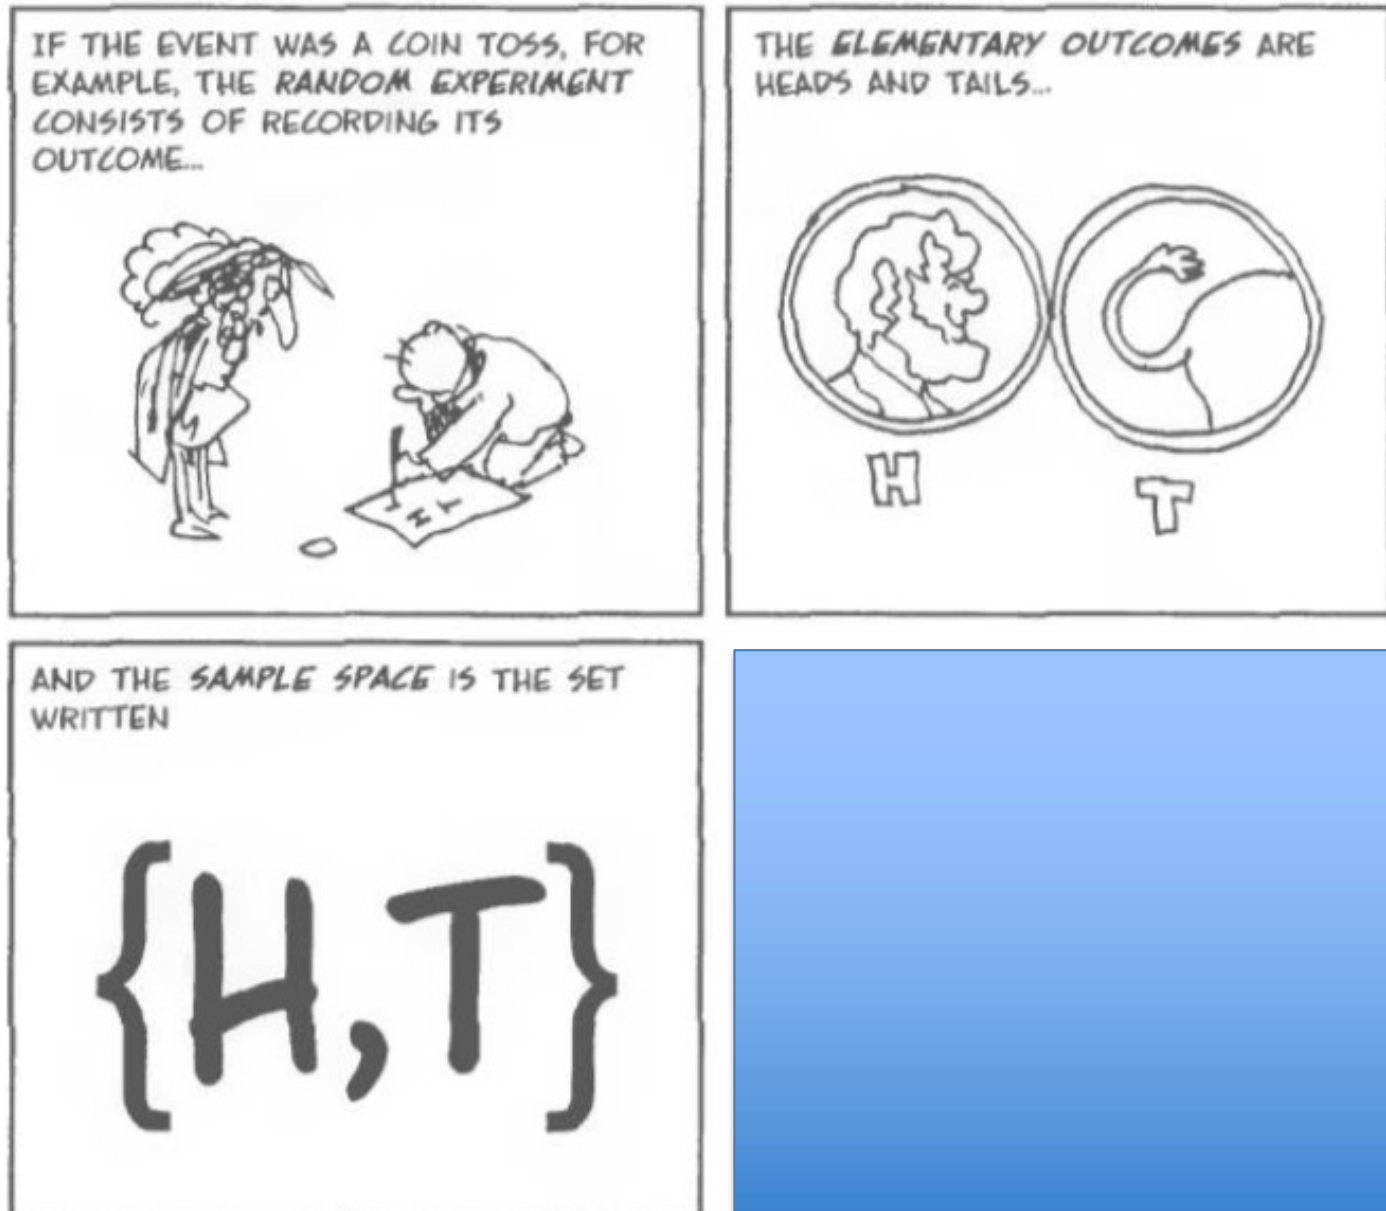 IF THE EVENT WAS A COIN TOSS, FOR
EXAMPLE, THE RANDOM EXPERIMENT
CONSISTS OF RECORDING ITS
OUTCOME...
T H T
THE ELEMENTARY OUTCOMES ARE
HEADS AND TAILS...
H
T
AND THE SAMPLE SPACE IS THE SET
WRITTEN
{H,T}